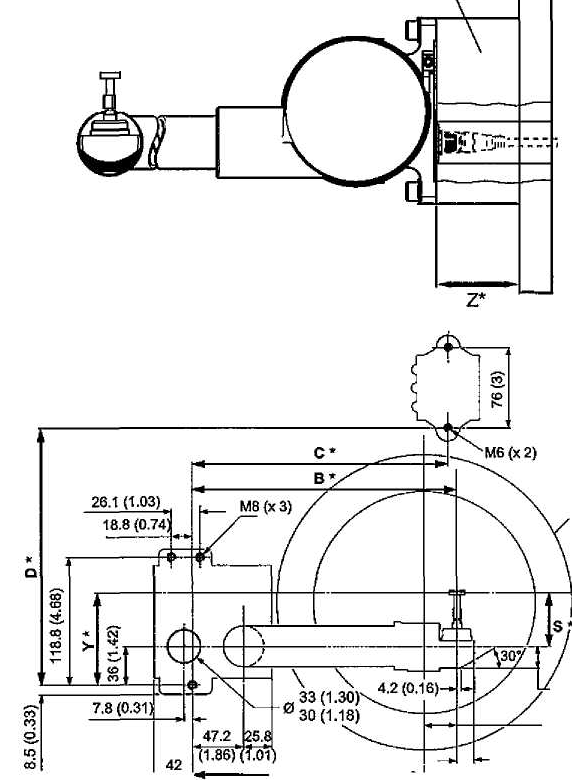 Z*
76 (3)
M6 (x 2)
C *
B *
26.1 (1.03)
M8 (x 3)
18.8 (0.74)
D *
118.8 (4.68)
Y *
36 (1.42)
S *
30°
4.2 (0.16)
33 (1.30)
Ø
30 (1.18)
7.8 (0.31)
8.5 (0.33)
47.2
25.8
(1.86)
(1.01)
42